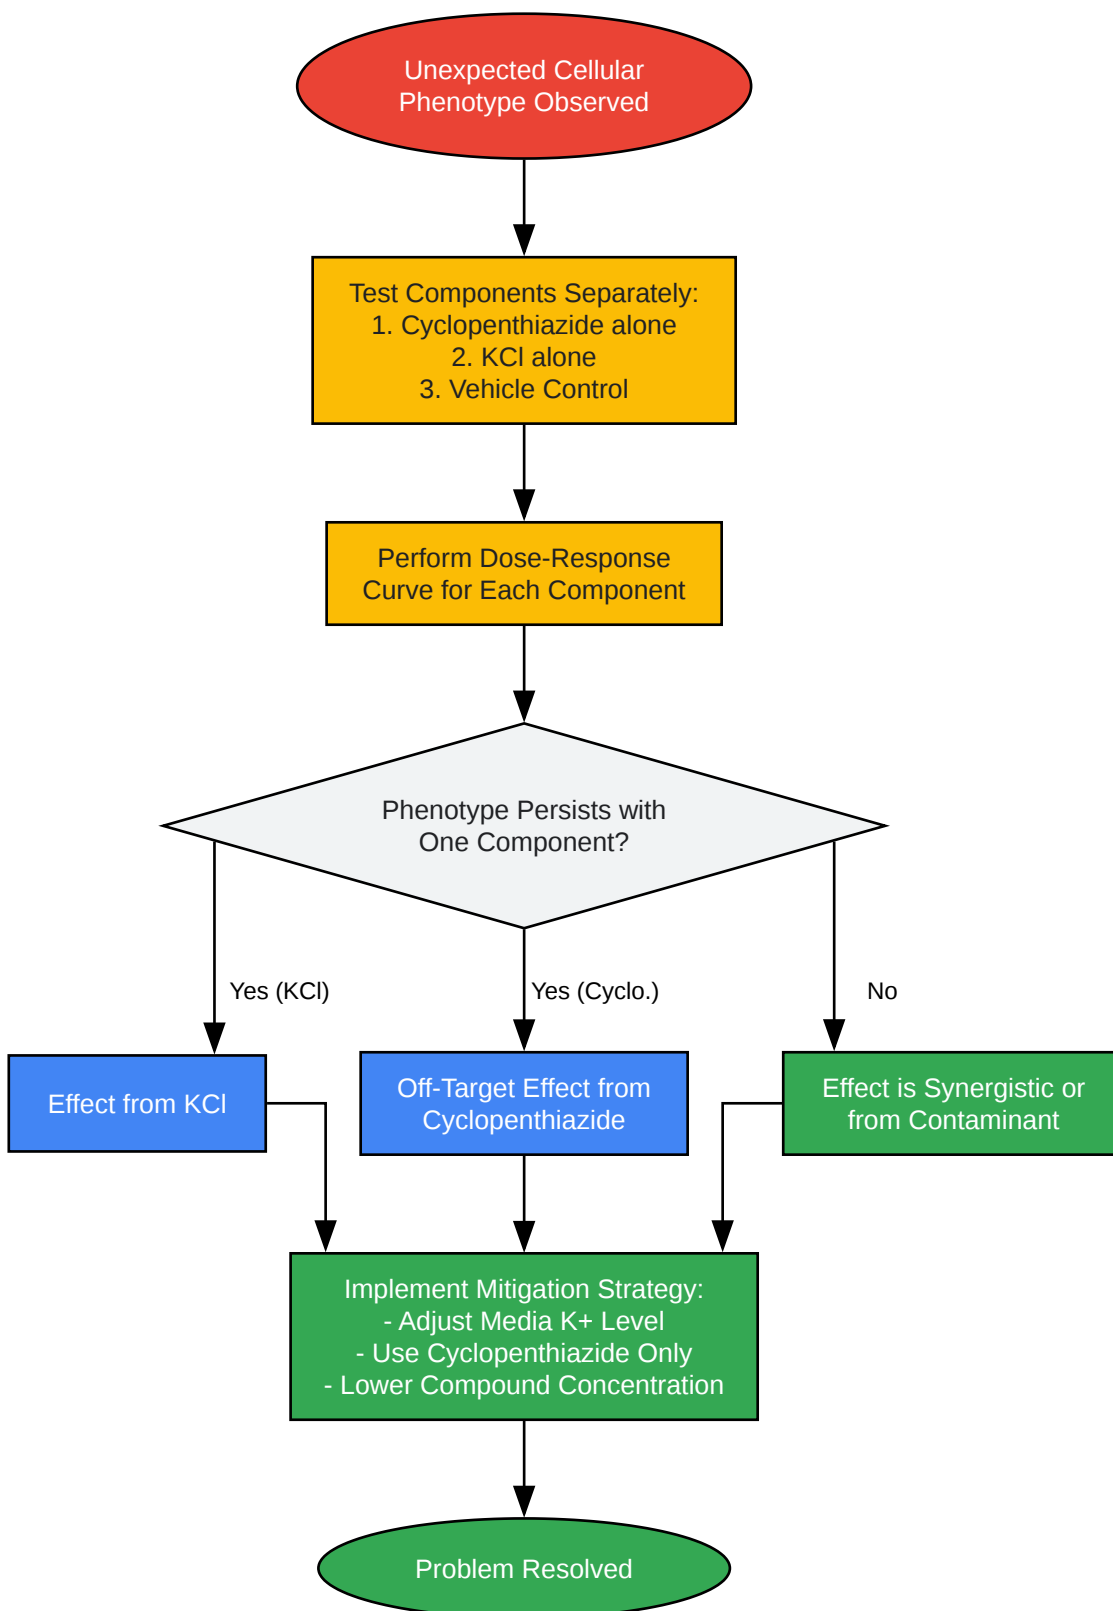 Unexpected Cellular
Phenotype Observed
Test Components Separately:
1. Cyclopenthiazide alone
2. KCl alone
3. Vehicle Control
Perform Dose-Response
Curve for Each Component
Phenotype Persists with
One Component?
Yes (KCl)
Yes (Cyclo.)
No
Effect from KCl
Off-Target Effect from
Cyclopenthiazide
Effect is Synergistic or
from Contaminant
Implement Mitigation Strategy:
- Adjust Media K+ Level
- Use Cyclopenthiazide Only
- Lower Compound Concentration
Problem Resolved